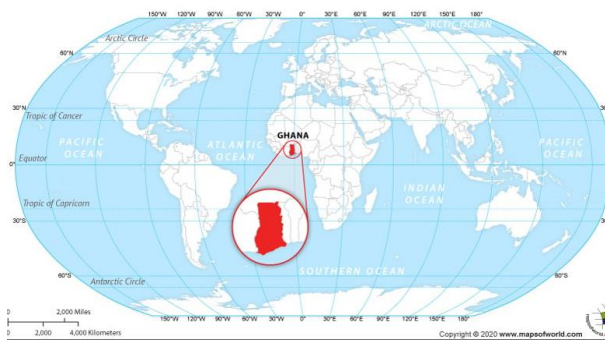 150°W 120°W 90°W 60°W 30°W 0° 30°E 60°E 90°E 120°E 150°E 180°
ARCTIC OCEAN
Arctic Circle
60°N 60°N
30°N 30°N
Tropic of Cancer
GHANA
PACIFIC
OCEAN
ATLANTIC
OCEAN
PACIFIC
OCEAN
Equator
0° 0°
INDIAN
OCEAN
Tropic of Capricorn
30°S 30°S
SOUTHERN OCEAN
60°S 60°S
Antarctic Circle
150°W 120°W 90°W 60°W 30°W 0° 30°E 60°E 90°E 120°E 150°E 180°
0 2,000 Miles
2,000 4,000 Kilometers
Copyright © 2020 www.mapsofworld.com